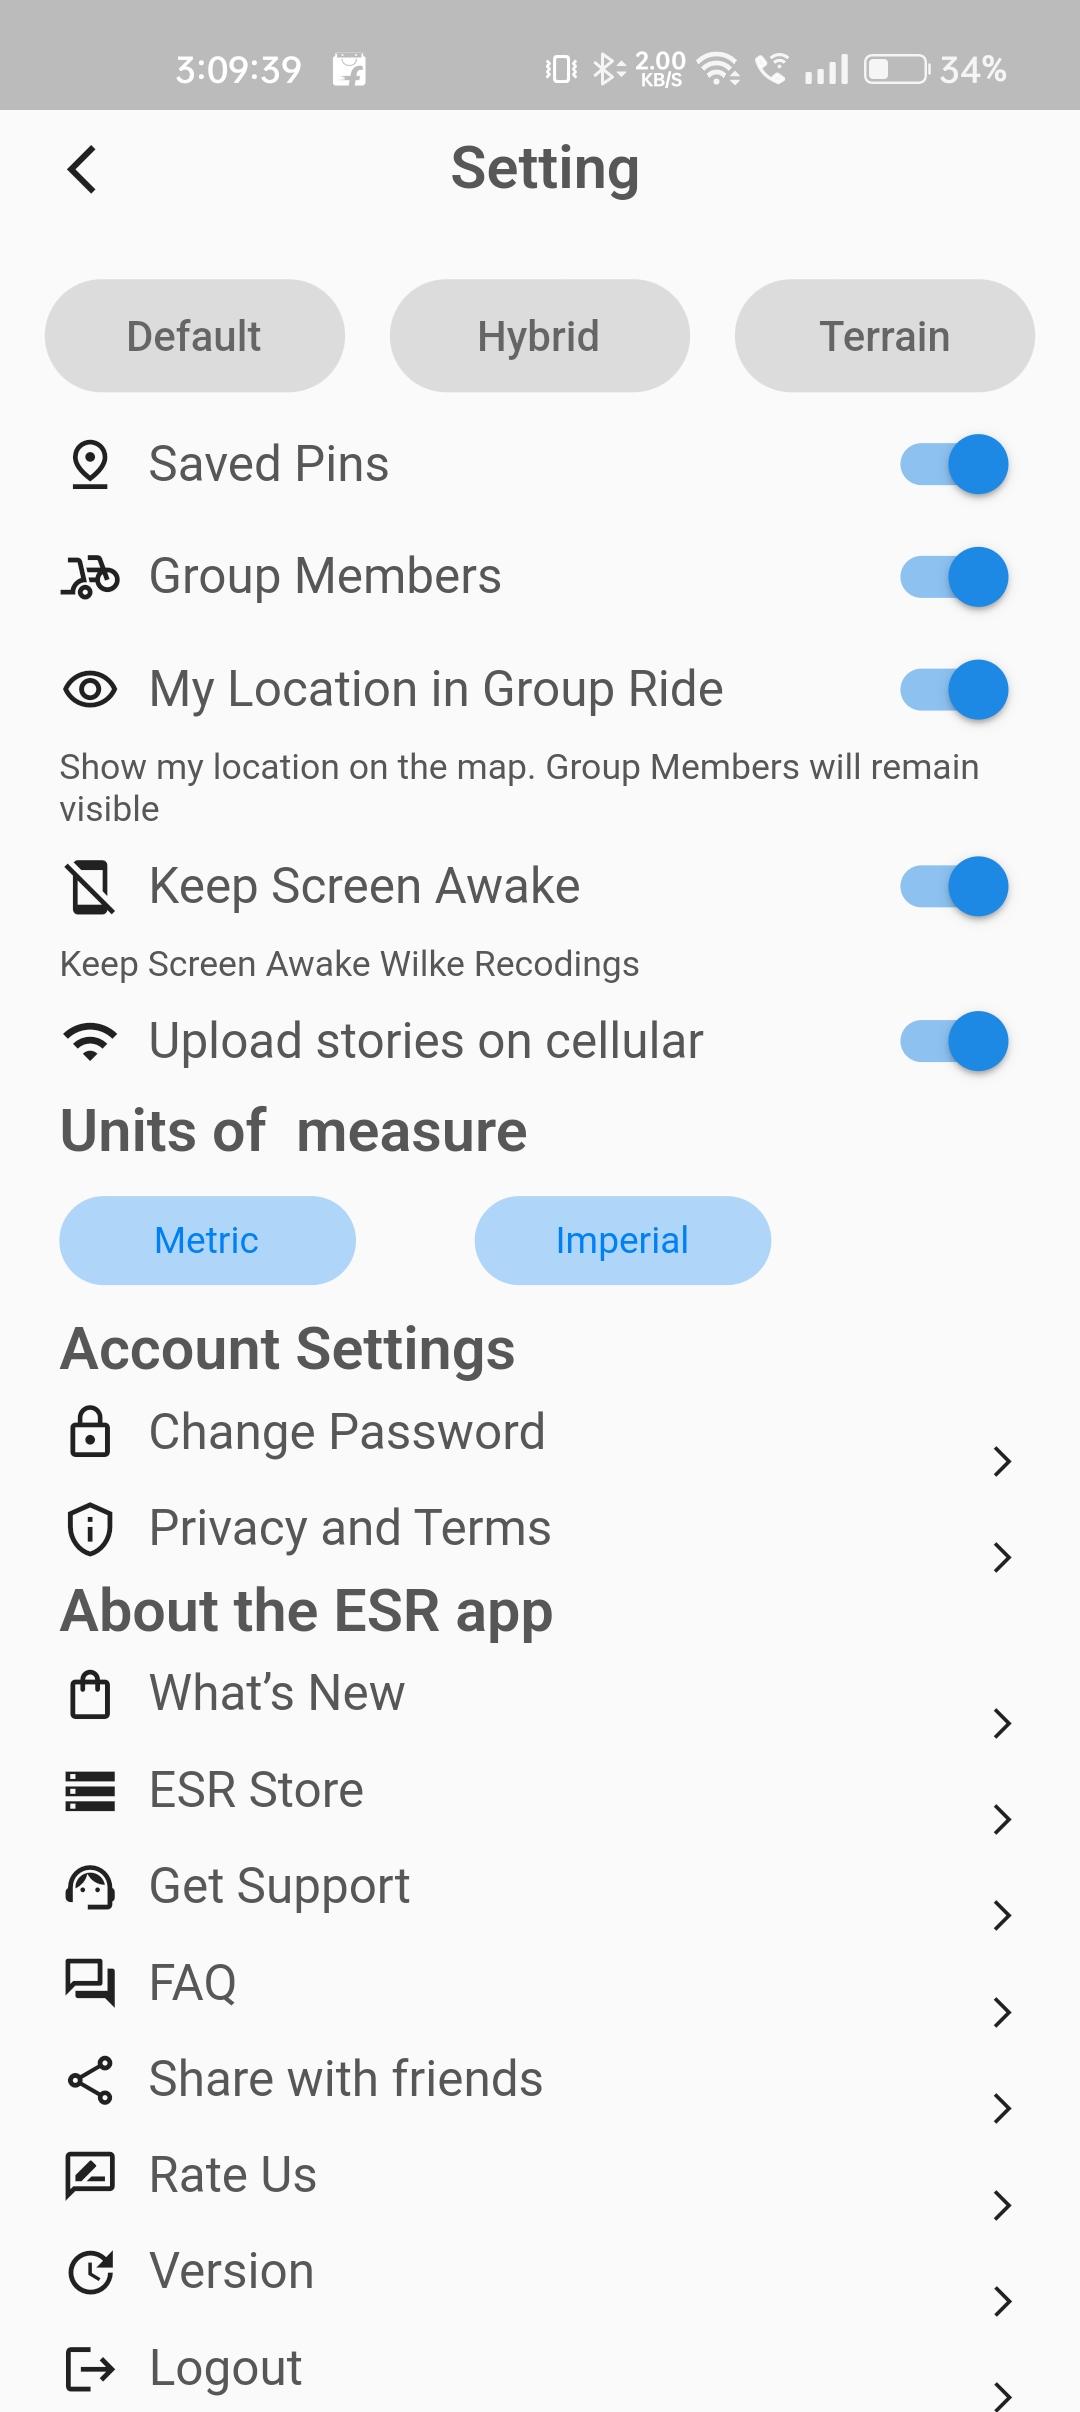 3:09:39 2.00 KB/S 34%
Setting
Default Hybrid Terrain
Saved Pins
Group Members
My Location in Group Ride
Show my location on the map. Group Members will remain
visible
Keep Screen Awake
Keep Screen Awake Wilke Recodings
Upload stories on cellular
Units of  measure
Metric Imperial
Account Settings
Change Password
Privacy and Terms
About the ESR app
What’s New
ESR Store
Get Support
FAQ
Share with friends
Rate Us
Version
Logout